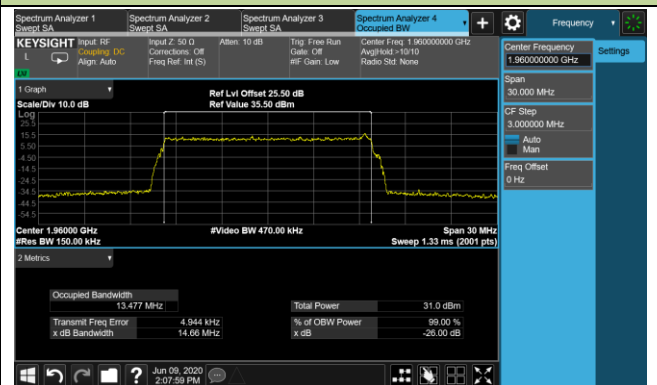 Spectrum Analyzer 1
Swept SA
Spectrum Analyzer 2
Swept SA
Spectrum Analyzer 3
Swept SA
Spectrum Analyzer 4
Occupied BW
+
Frequency
KEYSIGHT
L
Input: RF
Coupling: DC
Align: Auto
Input Z: 50 Ω
Corrections: Off
Freq Ref: Int (S)
Atten: 10 dB
Trig: Free Run
Gate: Off
#IF Gain: Low
Center Freq: 1.960000000 GHz
Avg|Hold:>10/10
Radio Std: None
LXI
Center Frequency
1.960000000 GHz
Settings
Span
30.000 MHz
CF Step
3.000000 MHz
Auto
Man
Freq Offset
0 Hz
1 Graph
Scale/Div 10.0 dB
Ref Lvl Offset 25.50 dB
Ref Value 35.50 dBm
Log
25.5
15.5
5.50
-4.50
-14.5
-24.5
-34.5
-44.5
-54.5
Center 1.96000 GHz
#Res BW 150.00 kHz
#Video BW 470.00 kHz
Span 30 MHz
Sweep 1.33 ms (2001 pts)
2 Metrics
Occupied Bandwidth
13.477 MHz
Total Power 31.0 dBm
Transmit Freq Error 4.944 kHz
% of OBW Power 99.00 %
x dB Bandwidth 14.66 MHz
x dB -26.00 dB
?
Jun 09, 2020
2:07:59 PM